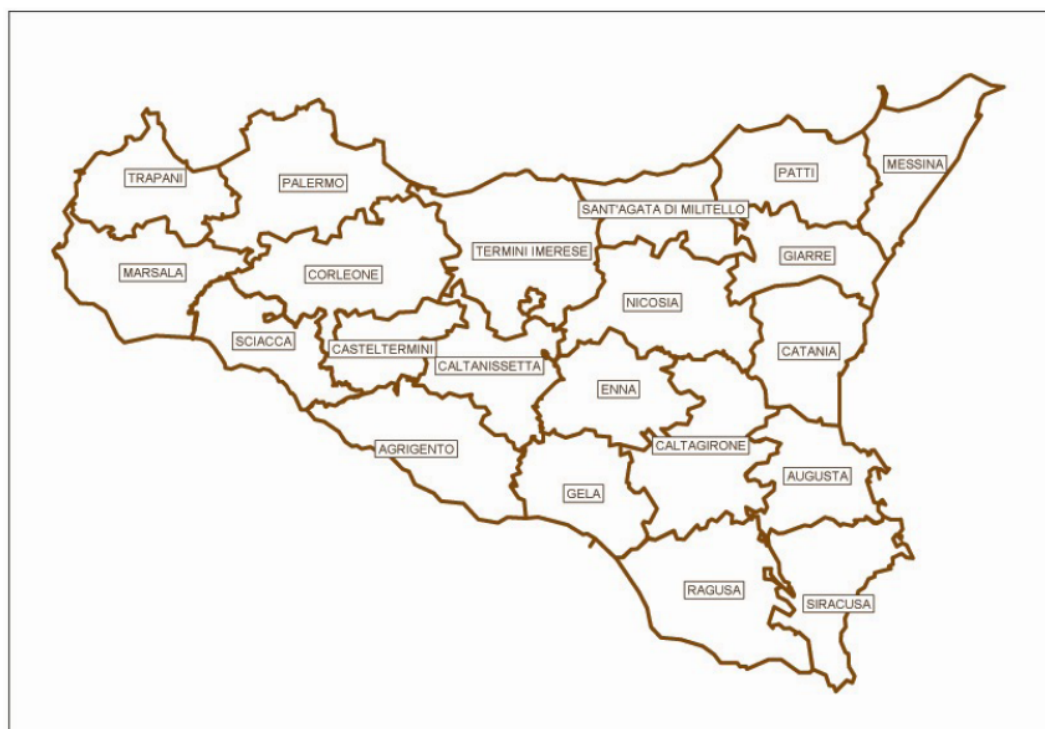 PATTI
MESSINA
TRAPANI
PALERMO
SANT'AGATA DI MILITELLO
TERMINI IMERESE
GIARRE
MARSALA
CORLEONE
NICOSIA
SCIACCA
CASTELTERMINI
CATANIA
CALTANISSETTA
ENNA
AGRIGENTO
CALTAGIRONE
AUGUSTA
GELA
RAGUSA
SIRACUSA